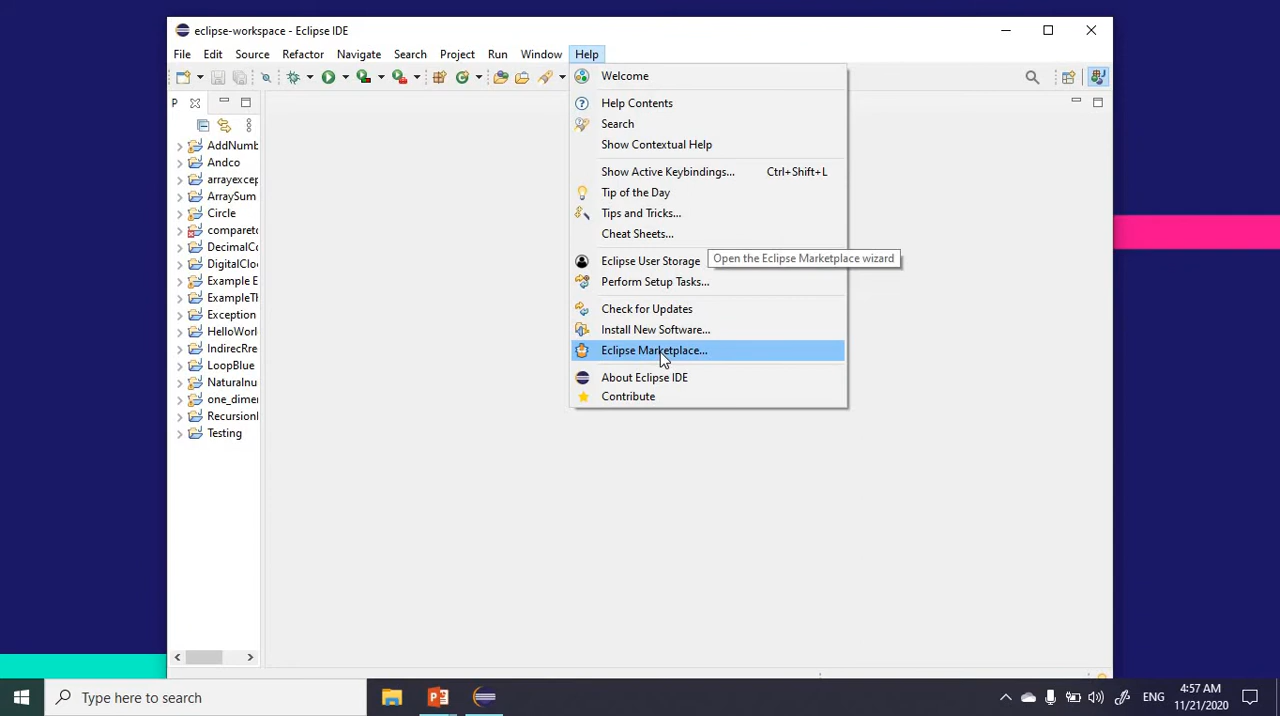 eclipse-workspace - Eclipse IDE
File Edit Source Refactor Navigate Search Project Run Window Help
P
Welcome
Help Contents
Search
Show Contextual Help
Show Active Keybindings... Ctrl+Shift+L
Tip of the Day
Tips and Tricks...
Cheat Sheets...
Eclipse User Storage
Open the Eclipse Marketplace wizard
Perform Setup Tasks...
Check for Updates
Install New Software...
Eclipse Marketplace...
About Eclipse IDE
Contribute
AddNumb
Andco
arrayexcep
ArraySum
Circle
compareto
DecimalCo
DigitalCloc
Example E
ExampleTh
Exception
HelloWorl
IndirecRre
LoopBlue
Naturalnu
one_dimer
Recursionl
Testing
Type here to search
ENG
4:57 AM
11/21/2020